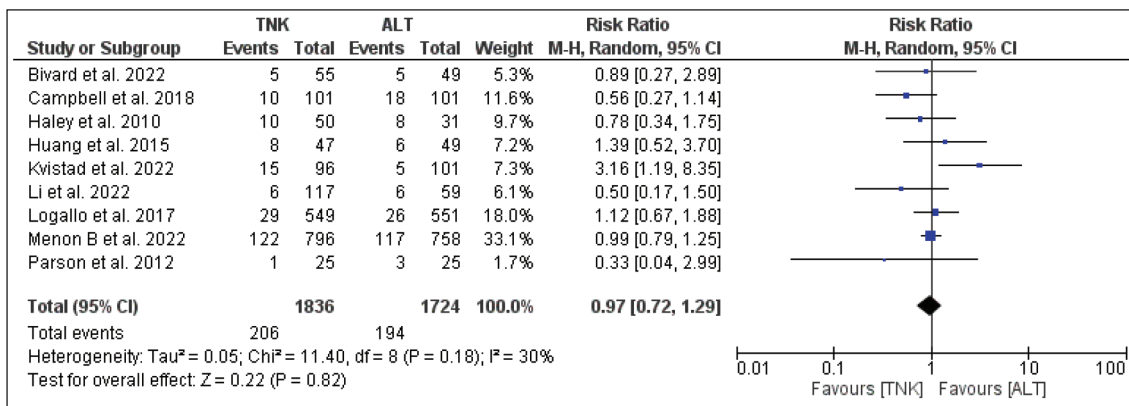 TNK ALT Risk Ratio Risk Ratio
Study or Subgroup Events Total Events Total Weight M-H, Random, 95% CI M-H, Random, 95% CI
Bivard et al. 2022 5 55 5 49 5.3% 0.89 [0.27, 2.89]
Campbell et al. 2018 10 101 18 101 11.6% 0.56 [0.27, 1.14]
Haley et al. 2010 10 50 8 31 9.7% 0.78 [0.34, 1.75]
Huang et al. 2015 8 47 6 49 7.2% 1.39 [0.52, 3.70]
Kvistad et al. 2022 15 96 5 101 8.3% 3.16 [1.19, 8.35]
Li et al. 2022 6 117 6 59 6.1% 0.50 [0.17, 1.50]
Logallo et al. 2017 29 549 26 551 18.0% 1.12 [0.67, 1.88]
Menon B et al. 2022 122 796 117 758 33.1% 0.99 [0.79, 1.25]
Parson et al. 2012 1 25 3 25 1.7% 0.33 [0.04, 2.99]
Total (95% CI) 1836 1724 100.0% 0.97 [0.72, 1.29]
Total events 206 194
Heterogeneity: Tau² = 0.05; Chi² = 11.40, df = 8 (P = 0.18); I² = 30%
Test for overall effect: Z = 0.22 (P = 0.82)
0.01 0.1 1 10 100
Favours [TNK] Favours [ALT]